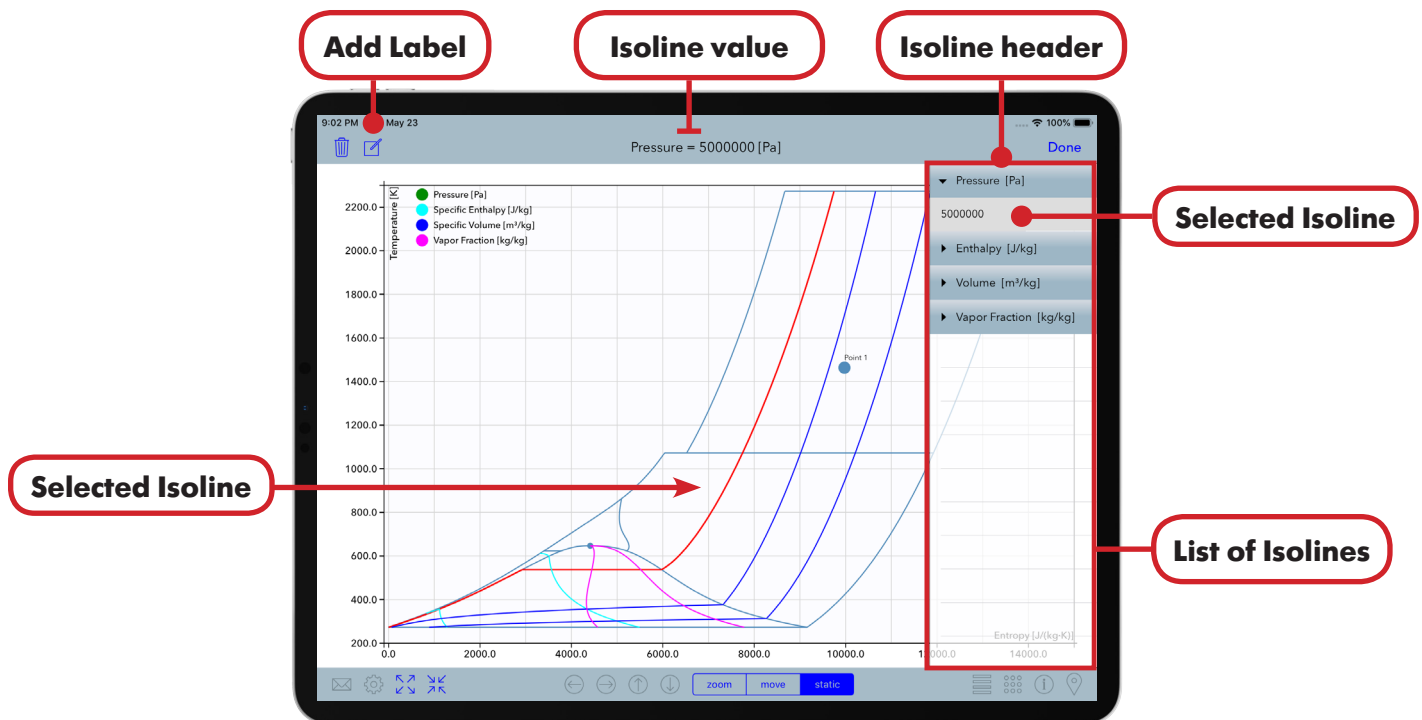 Add Label
Isoline value
Isoline header
9:02 PM
May 23
100%
Pressure = 5000000 [Pa]
Done
Pressure [Pa]
5000000
Enthalpy [J/kg]
Volume [m³/kg]
Vapor Fraction [kg/kg]
Selected Isoline
Temperature [K]
Pressure [Pa]
Specific Enthalpy [J/kg]
Specific Volume [m³/kg]
Vapor Fraction [kg/kg]
2200.0
2000.0
1800.0
1600.0
1400.0
1200.0
1000.0
800.0
600.0
400.0
200.0
Point 1
Selected Isoline
List of Isolines
Entropy [J/(kg·K)]
0.0
2000.0
4000.0
6000.0
8000.0
10000.0
12000.0
14000.0
zoom
move
static